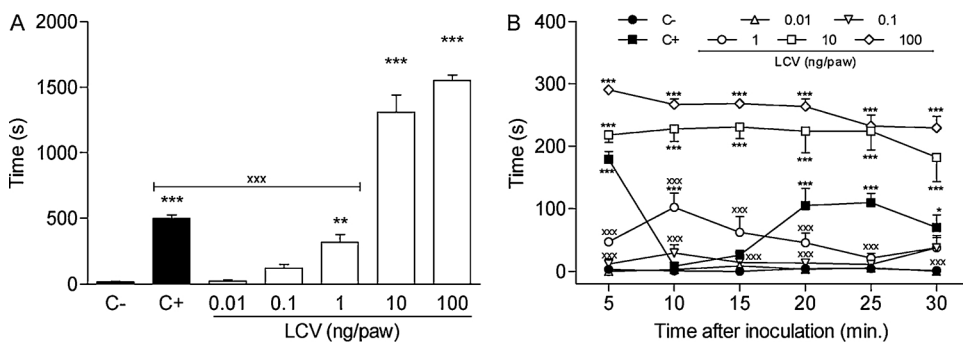 A
Time (s)
2000
1500
1000
500
0
***
xxx
**
***
***
C- C+ 0.01 0.1 1 10 100
LCV (ng/paw)
B
C- 0.01 0.1
C+ 1 10 100
LCV (ng/paw)
Time (s)
400
300
200
100
0
*** *** *** *** *** ***
*** *** *** *** *** ***
*** xxx *** xxx *** *** *
xxx xxx xxx xxx xxx xxx
xxx
5 10 15 20 25 30
Time after inoculation (min.)